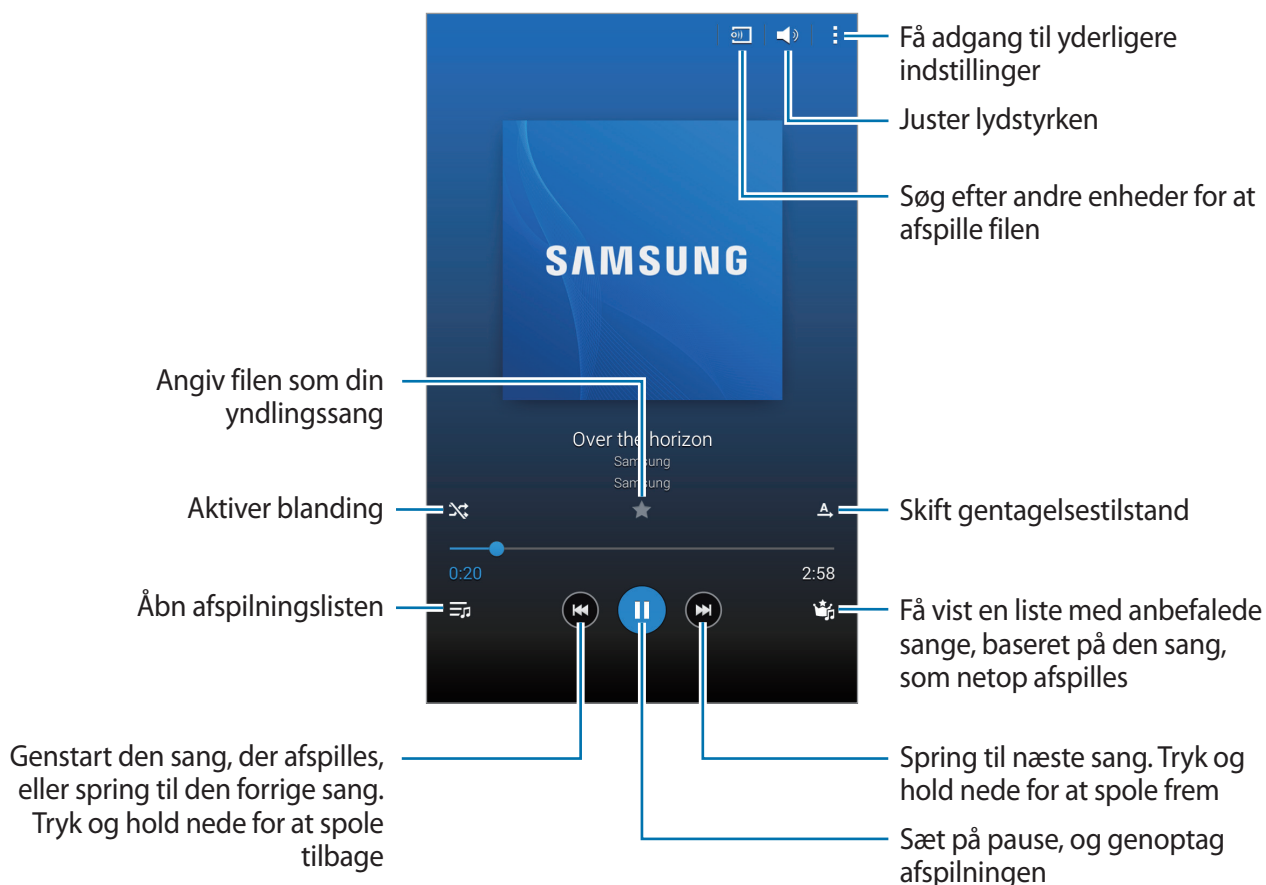 Få adgang til yderligere
indstillinger
Juster lydstyrken
Søg efter andre enheder for at
afspille filen
SAMSUNG
Angiv filen som din
yndlingssang
Over the horizon
Samsung
Samsung
Aktiver blanding
A
Skift gentagelsestilstand
0:20
2:58
Åbn afspilningslisten
Få vist en liste med anbefalede
sange, baseret på den sang,
som netop afspilles
Genstart den sang, der afspilles,
eller spring til den forrige sang.
Tryk og hold nede for at spole
tilbage
Spring til næste sang. Tryk og
hold nede for at spole frem
Sæt på pause, og genoptag
afspilningen